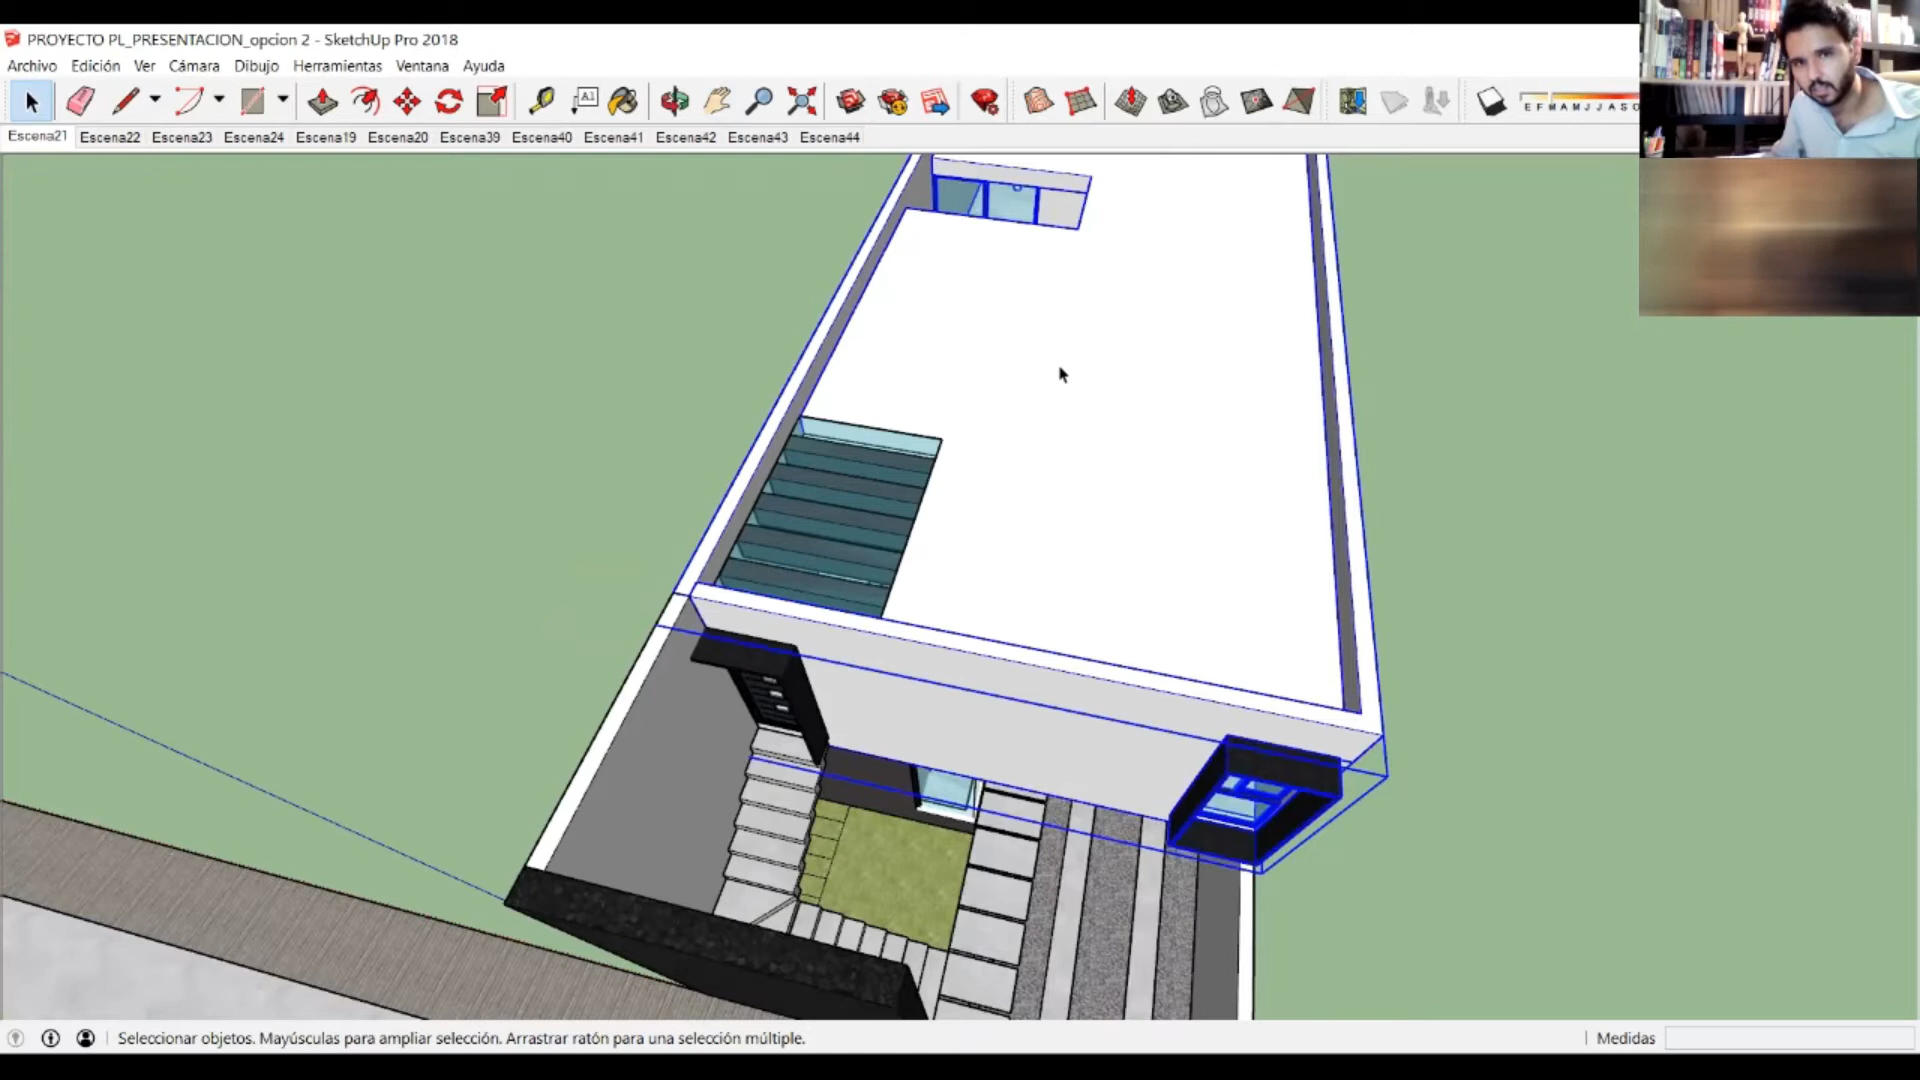 PROYECTO PL_PRESENTACION_opcion 2 - SketchUp Pro 2018
Archivo Edición Ver Cámara Dibujo Herramientas Ventana Ayuda
A1
E F M A M J J A S O
Escena21 Escena22 Escena23 Escena24 Escena19 Escena20 Escena39 Escena40 Escena41 Escena42 Escena43 Escena44
Seleccionar objetos. Mayúsculas para ampliar selección. Arrastrar ratón para una selección múltiple.
Medidas